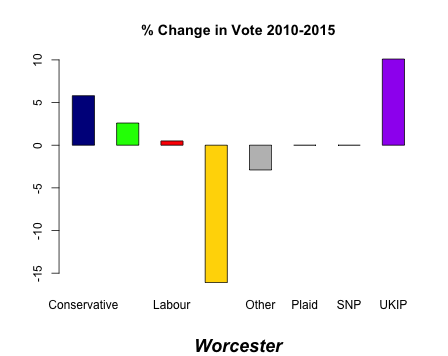 % Change in Vote 2010-2015
10
5
0
-5
-10
-15
Conservative Labour Other Plaid SNP UKIP
Worcester